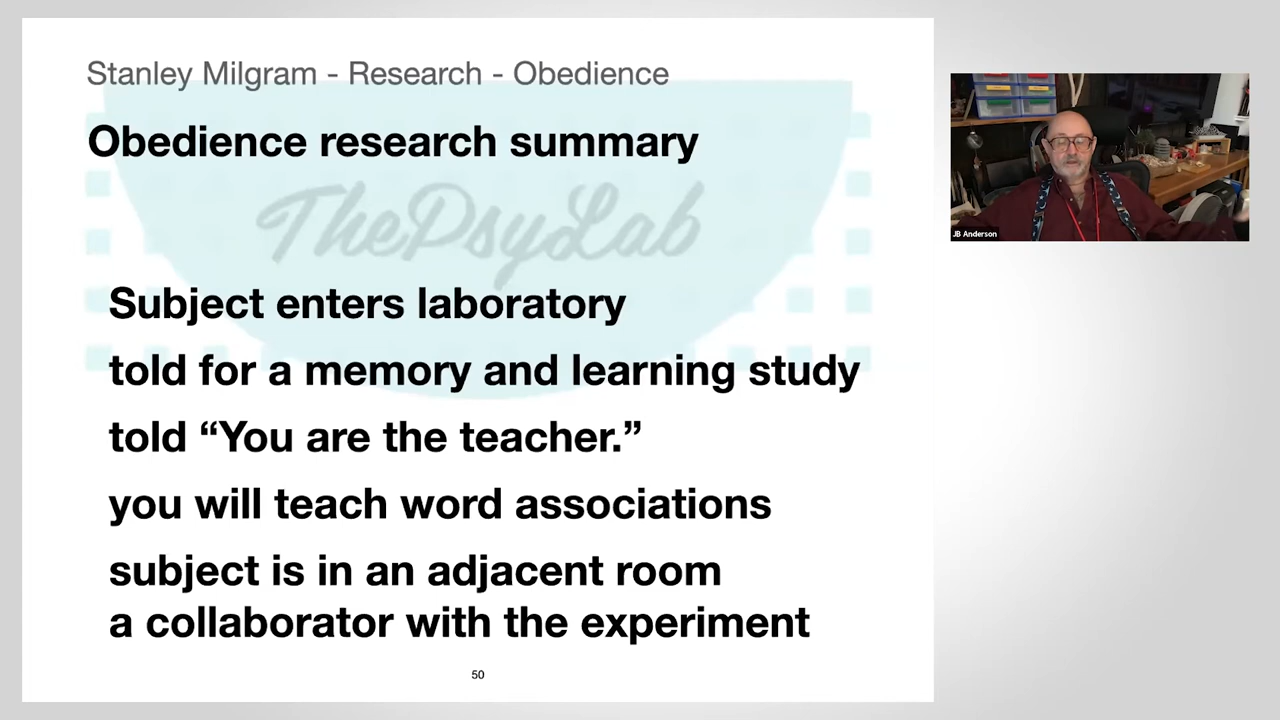 Stanley Milgram - Research - Obedience
Obedience research summary
ThePsyLab
Subject enters laboratory
told for a memory and learning study
told “You are the teacher.”
you will teach word associations
subject is in an adjacent room
a collaborator with the experiment
50
JB Anderson